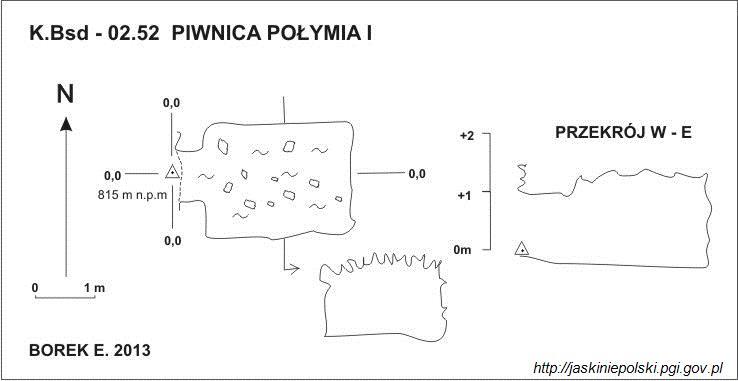 K.Bsd - 02.52 PIWNICA POŁYMIA I
N
0,0
+2
PRZEKRÓJ W - E
0,0
0,0
815 m n.p.m
+1
0,0
0m
0 1 m
BOREK E. 2013
http://jaskiniepolski.pgi.gov.pl